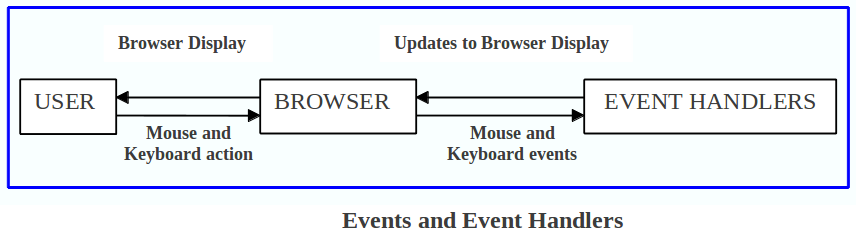 Browser Display
Updates to Browser Display
USER
BROWSER
EVENT HANDLERS
Mouse and
Keyboard action
Mouse and
Keyboard events
Events and Event Handlers